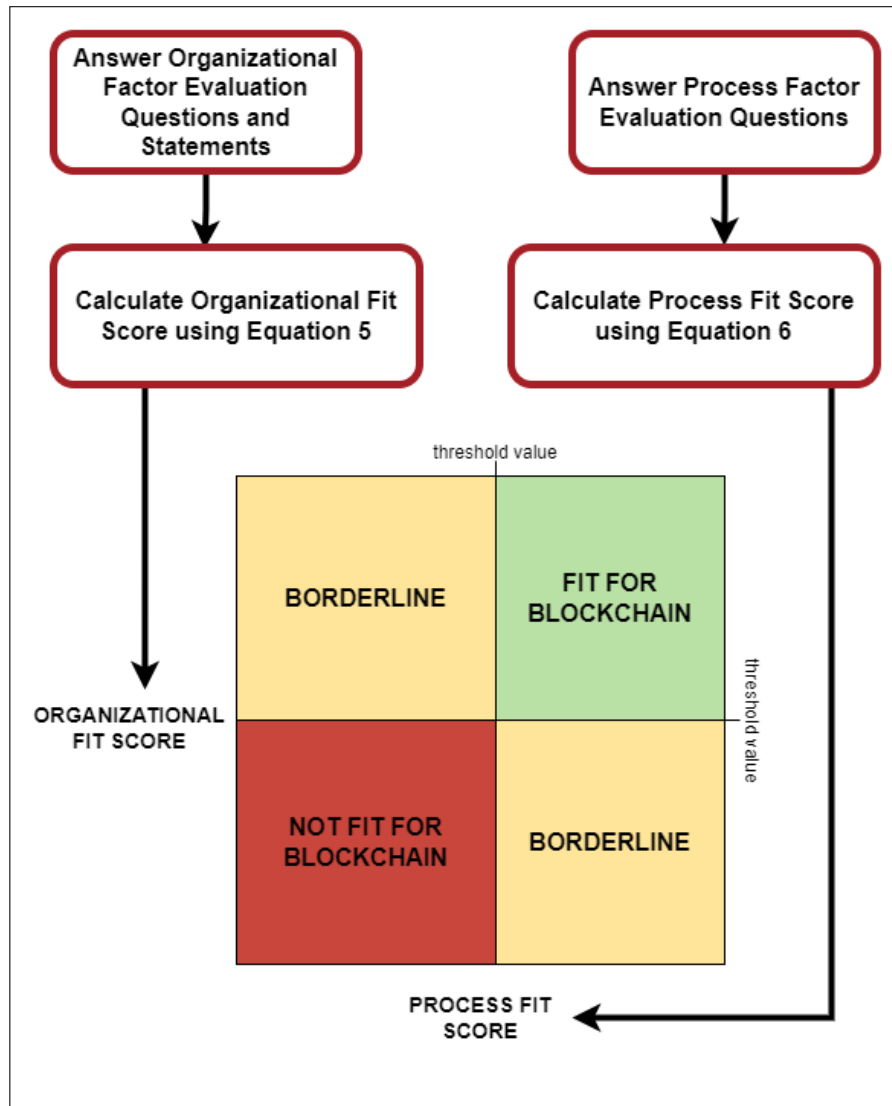 Answer Organizational
Factor Evaluation
Questions and
Statements
Answer Process Factor
Evaluation Questions
Calculate Organizational Fit
Score using Equation 5
Calculate Process Fit Score
using Equation 6
threshold value
BORDERLINE
FIT FOR
BLOCKCHAIN
threshold value
ORGANIZATIONAL
FIT SCORE
NOT FIT FOR
BLOCKCHAIN
BORDERLINE
PROCESS FIT
SCORE